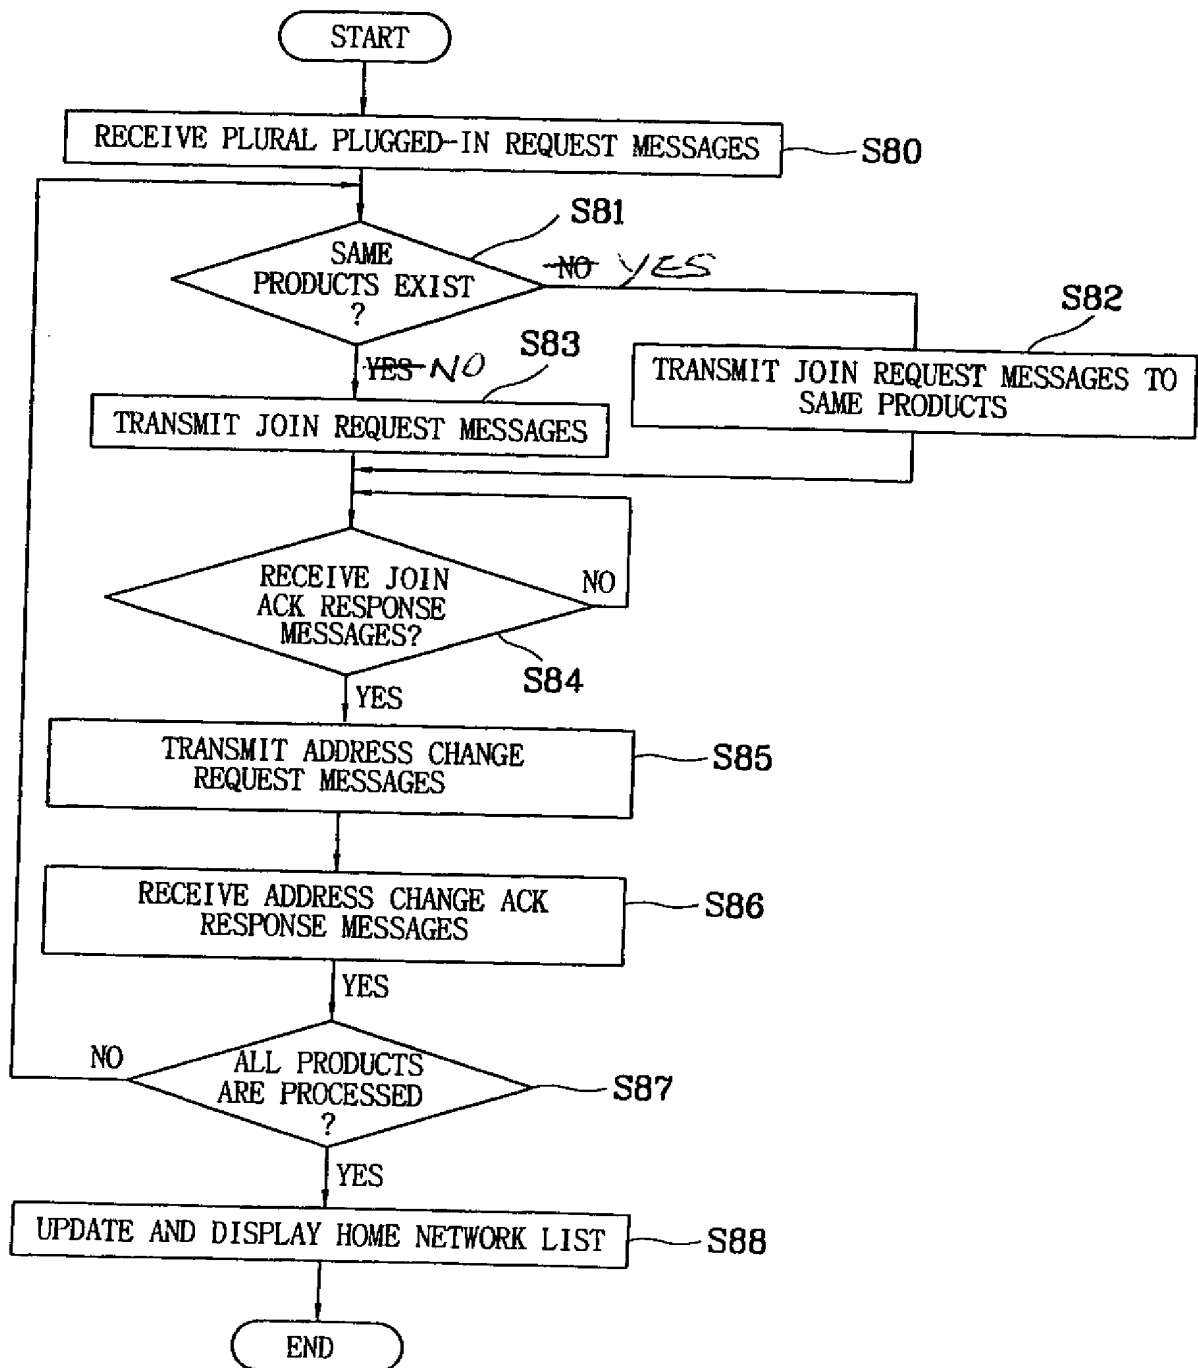 START
RECEIVE PLURAL PLUGGED-IN REQUEST MESSAGES
S80
S81
SAME
PRODUCTS EXIST
?
NO YES
S82
S83
YES NO
TRANSMIT JOIN REQUEST MESSAGES TO
SAME PRODUCTS
TRANSMIT JOIN REQUEST MESSAGES
RECEIVE JOIN
ACK RESPONSE
MESSAGES?
NO
S84
YES
TRANSMIT ADDRESS CHANGE
REQUEST MESSAGES
S85
RECEIVE ADDRESS CHANGE ACK
RESPONSE MESSAGES
S86
YES
NO
ALL PRODUCTS
ARE PROCESSED
?
S87
YES
UPDATE AND DISPLAY HOME NETWORK LIST
S88
END